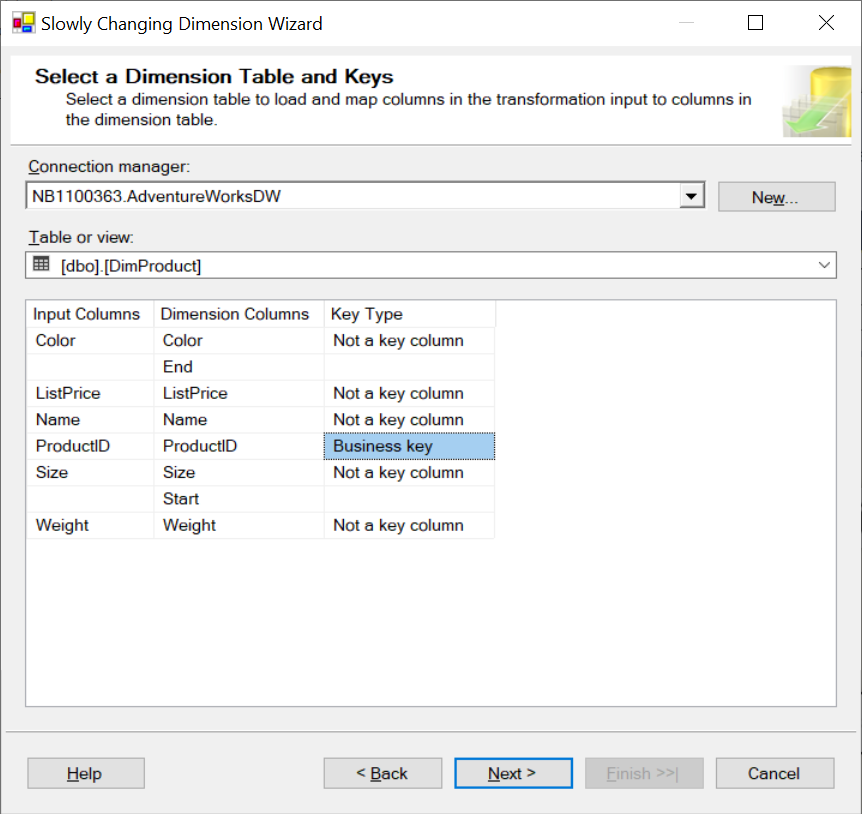 Slowly Changing Dimension Wizard
Select a Dimension Table and Keys
Select a dimension table to load and map columns in the transformation input to columns in
the dimension table.
Connection manager:
NB1100363.AdventureWorksDW
New...
Table or view:
[dbo].[DimProduct]
Input Columns Dimension Columns Key Type
Color Color Not a key column
End
ListPrice ListPrice Not a key column
Name Name Not a key column
ProductID ProductID Business key
Size Size Not a key column
Start
Weight Weight Not a key column
Help < Back Next > Finish >>| Cancel